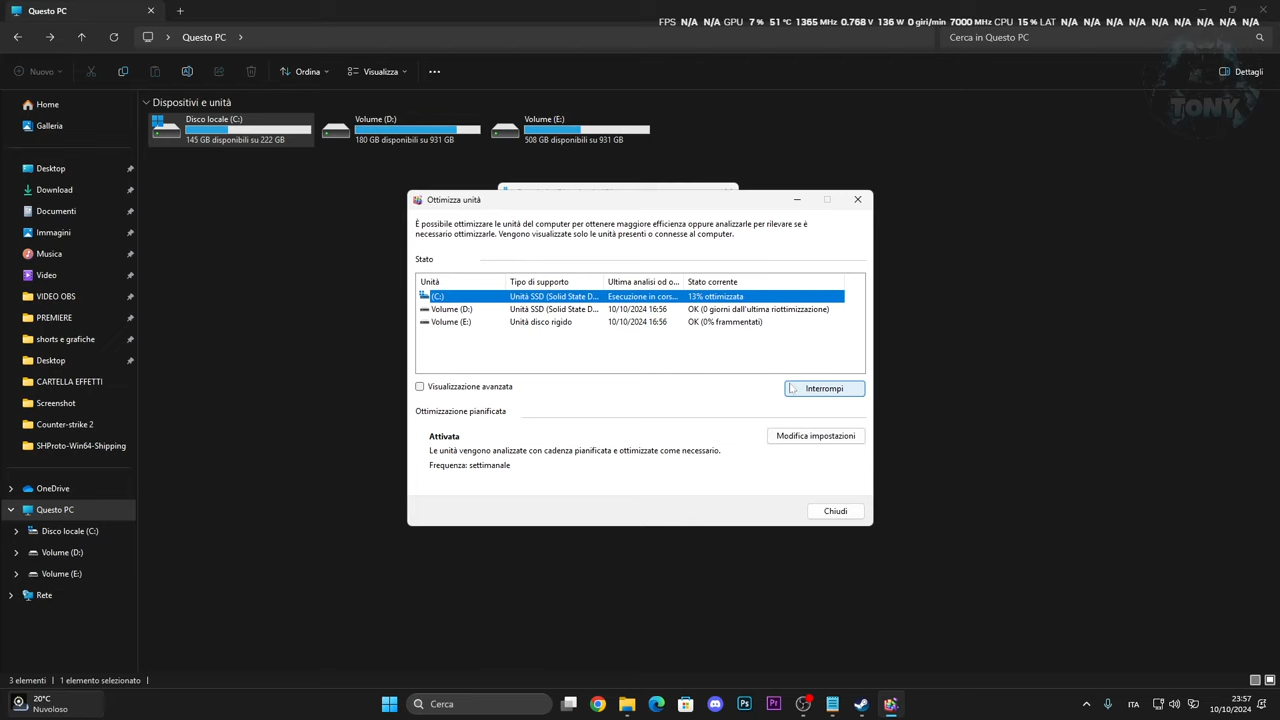 Questo PC
FPS N/A N/A GPU 7 % 51 °C 1365 MHz 0.768 V 136 W 0 giri/min 7000 MHz CPU 15 % LAT N/A N/A N/A N/A N/A N/A N/A N/A
Questo PC
Cerca in Questo PC
Nuovo
Ordina
Visualizza
Dettagli
TONY
Home
Galleria
Desktop
Download
Documenti
Immagini
Musica
Video
VIDEO OBS
PREMIER
shorts e grafiche
Desktop
CARTELLA EFFETTI
Screenshot
Counter-strike 2
SHProto-Win64-Shipping
OneDrive
Questo PC
Disco locale (C:)
Volume (D:)
Volume (E:)
Rete
Dispositivi e unità
Disco locale (C:)
145 GB disponibili su 222 GB
Volume (D:)
180 GB disponibili su 931 GB
Volume (E:)
508 GB disponibili su 931 GB
Ottimizza unità
È possibile ottimizzare le unità del computer per ottenere maggiore efficienza oppure analizzarle per rilevare se è
necessario ottimizzarle. Vengono visualizzate solo le unità presenti o connesse al computer.
Stato
Unità Tipo di supporto Ultima analisi od o... Stato corrente
(C:) Unità SSD (Solid State D... Esecuzione in cors... 13% ottimizzata
Volume (D:) Unità SSD (Solid State D... 10/10/2024 16:56 OK (0 giorni dall'ultima riottimizzazione)
Volume (E:) Unità disco rigido 10/10/2024 16:56 OK (0% frammentati)
Visualizzazione avanzata
Interrompi
Ottimizzazione pianificata
Attivata
Modifica impostazioni
Le unità vengono analizzate con cadenza pianificata e ottimizzate come necessario.
Frequenza: settimanale
Chiudi
3 elementi
1 elemento selezionato
20°C
Nuvoloso
Cerca
ITA
23:57
10/10/2024